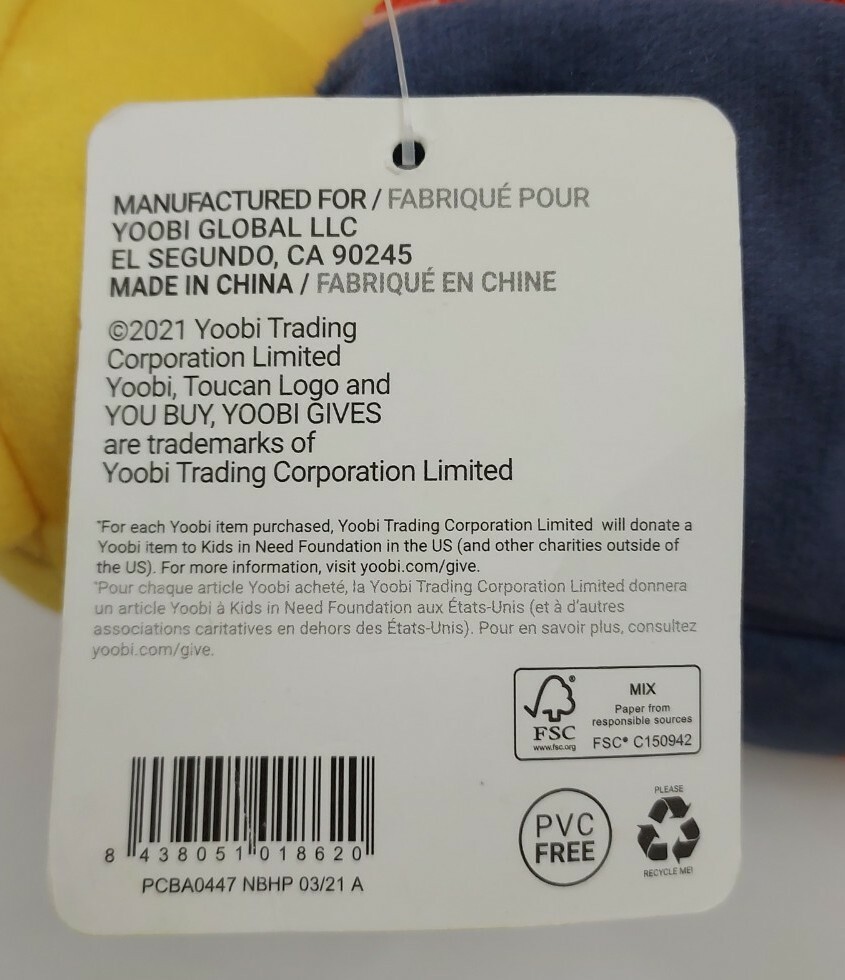 MANUFACTURED FOR / FABRIQUÉ POUR
YOOBI GLOBAL LLC
EL SEGUNDO, CA 90245
MADE IN CHINA / FABRIQUÉ EN CHINE
©2021 Yoobi Trading
Corporation Limited
Yoobi, Toucan Logo and
YOU BUY, YOOBI GIVES
are trademarks of
Yoobi Trading Corporation Limited
*For each Yoobi item purchased, Yoobi Trading Corporation Limited will donate a
Yoobi item to Kids in Need Foundation in the US (and other charities outside of
the US). For more information, visit yoobi.com/give.
*Pour chaque article Yoobi acheté, la Yoobi Trading Corporation Limited donnera
un article Yoobi à Kids in Need Foundation aux États-Unis (et à d'autres
associations caritatives en dehors des États-Unis). Pour en savoir plus, consultez
yoobi.com/give.
FSC®
www.fsc.org
MIX
Paper from
responsible sources
FSC® C150942
PVC
FREE
PLEASE
RECYCLE ME!
8 438051 018620
PCBA0447 NBHP 03/21 A